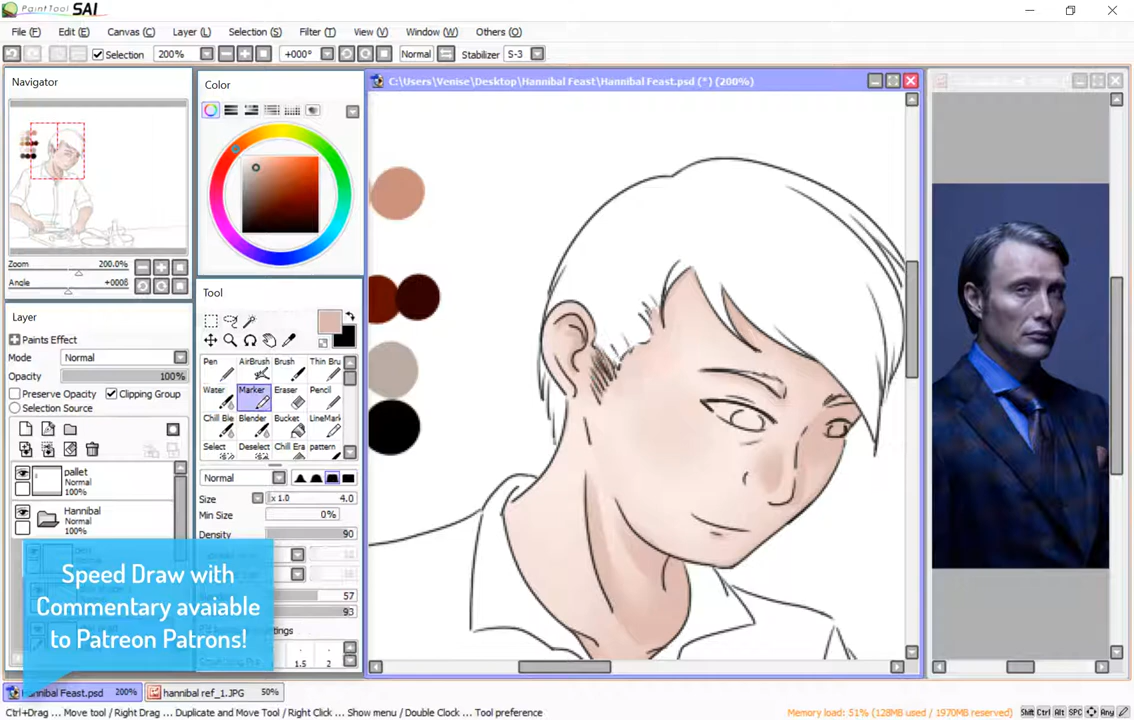 PaintTool SAI
File (F) Edit (E) Canvas (C) Layer (L) Selection (S) Filter (T) View (V) Window (W) Others (O)
Selection 200% +000° Normal Stabilizer S-3
Navigator
Zoom 200.0%
Angle +000ß
Layer
Paints Effect
Mode Normal
Opacity 100%
Preserve Opacity Clipping Group
Selection Source
pallet
Normal
100%
Hannibal
Normal
100%
Color
Tool
Pen AirBrush Brush Thin Bru
Water Marker Eraser Pencil
Chill Ble Blender Bucket LineMark
Select Deselect Chill Era pattern
Normal
Size x 1.0 4.0
Min Size 0%
Density 90
57
93
1.5 2
C:\Users\Venise\Desktop\Hannibal Feast\Hannibal Feast.psd (*) (200%)
Speed Draw with
Commentary avaiable
to Patreon Patrons!
Hannibal Feast.psd 200% hannibal ref_1.JPG 50%
Ctrl+Drag ... Move tool / Right Drag ... Duplicate and Move Tool / Right Click ... Show menu / Double Clock ... Tool preference
Memory load: 51% (128MB used / 1970MB reserved)
Shift Ctrl Alt SPC Any